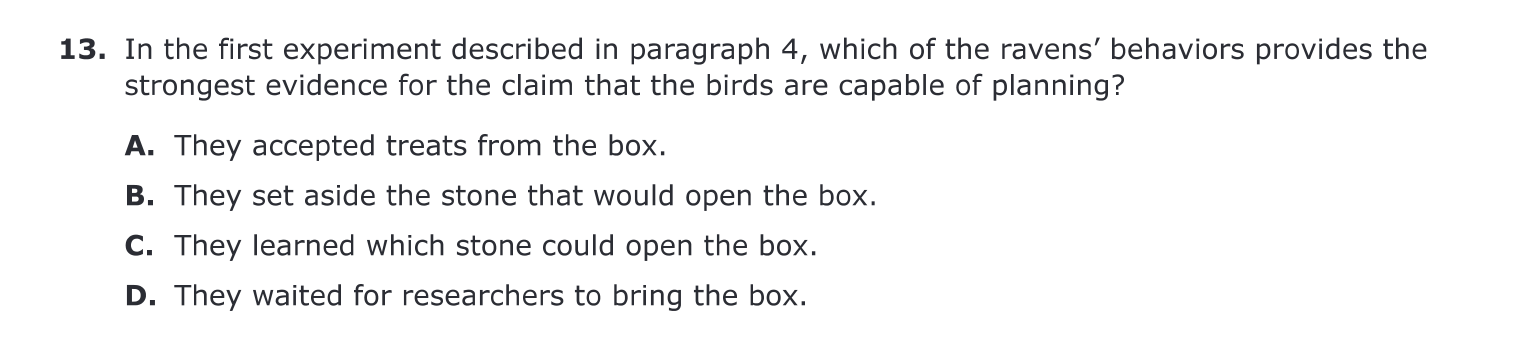 13. In the first experiment described in paragraph 4, which of the ravens’ behaviors provides the
strongest evidence for the claim that the birds are capable of planning?
A. They accepted treats from the box.
B. They set aside the stone that would open the box.
C. They learned which stone could open the box.
D. They waited for researchers to bring the box.